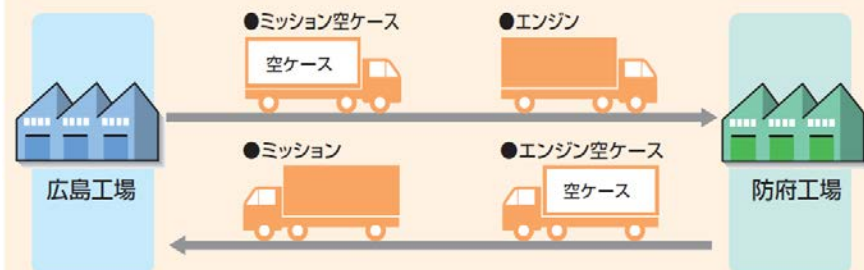 ●ミッション空ケース
●エンジン
空ケース
●ミッション
●エンジン空ケース
空ケース
広島工場
防府工場